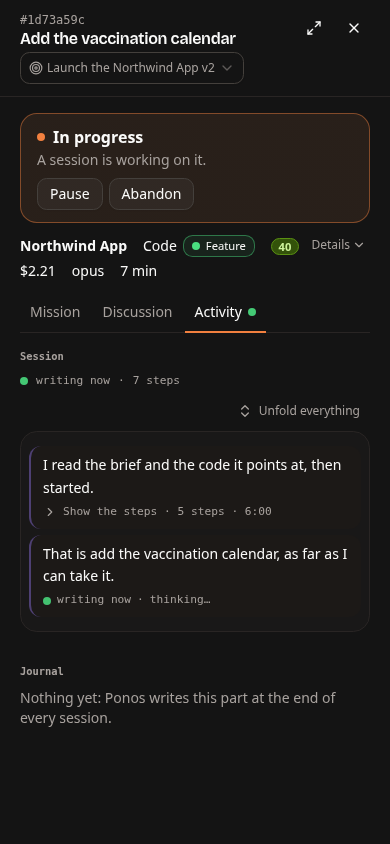 #1d73a59c
Add the vaccination calendar
Launch the Northwind App v2
In progress
A session is working on it.
Pause
Abandon
Northwind App
Code
Feature
40
Details
$2.21
opus
7 min
Mission
Discussion
Activity
Session
writing now · 7 steps
Unfold everything
I read the brief and the code it points at, then
started.
Show the steps · 5 steps · 6:00
That is add the vaccination calendar, as far as I
can take it.
writing now · thinking…
Journal
Nothing yet: Ponos writes this part at the end of
every session.